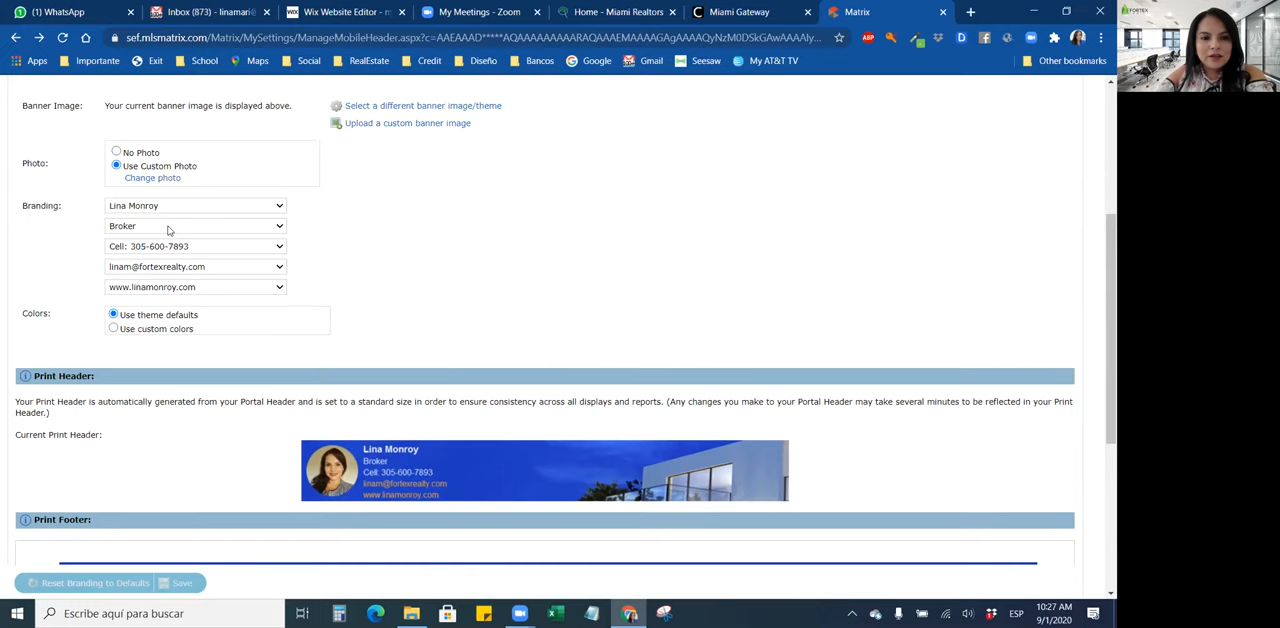 (1) WhatsApp
Inbox (873) - linamari@
WIX Wix Website Editor - m
My Meetings - Zoom
Home - Miami Realtors
Miami Gateway
Matrix
FORTEX
sef.mlsmatrix.com/Matrix/MySettings/ManageMobileHeader.aspx?c=AAEAAAD*****AQAAAAAAAAARAQAAAEMAAAAGAgAAAAQyNzM0DSkGAwAAAAIy...
Apps
Importante
Exit
School
Maps
Social
RealEstate
Credit
Diseño
Bancos
Google
Gmail
Seesaw
My AT&T TV
Other bookmarks
Banner Image:
Your current banner image is displayed above.
Select a different banner image/theme
Upload a custom banner image
Photo:
No Photo
Use Custom Photo
Change photo
Branding:
Lina Monroy
Broker
Cell: 305-600-7893
linam@fortexrealty.com
www.linamonroy.com
Colors:
Use theme defaults
Use custom colors
Print Header:
Your Print Header is automatically generated from your Portal Header and is set to a standard size in order to ensure consistency across all displays and reports. (Any changes you make to your Portal Header may take several minutes to be reflected in your Print
Header.)
Current Print Header:
Lina Monroy
Broker
Cell: 305-600-7893
linam@fortexrealty.com
www.linamonroy.com
Print Footer:
Reset Branding to Defaults
Save
Escribe aquí para buscar
ESP
10:27 AM
9/1/2020